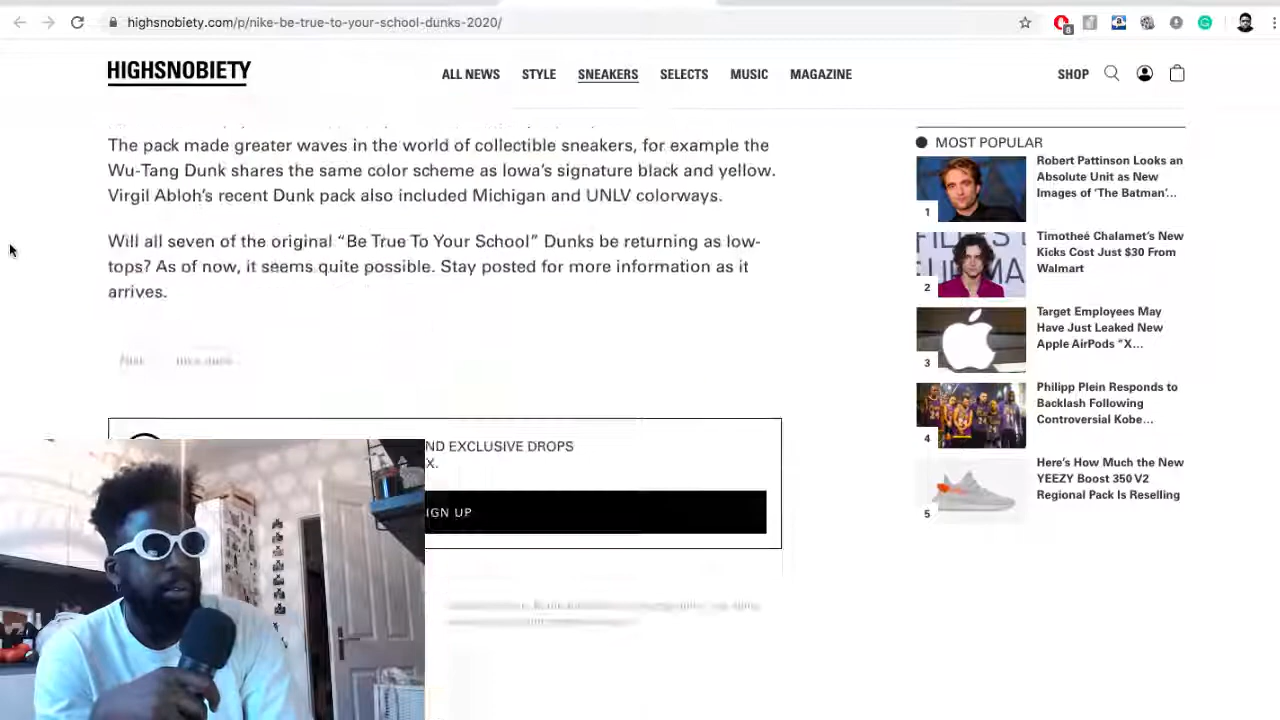 highsnobiety.com/p/nike-be-true-to-your-school-dunks-2020/
8
HIGHSNOBIETY
ALL NEWS STYLE SNEAKERS SELECTS MUSIC MAGAZINE
SHOP
The pack made greater waves in the world of collectible sneakers, for example the
Wu-Tang Dunk shares the same color scheme as Iowa's signature black and yellow.
Virgil Abloh's recent Dunk pack also included Michigan and UNLV colorways.
Will all seven of the original “Be True To Your School” Dunks be returning as low-
tops? As of now, it seems quite possible. Stay posted for more information as it
arrives.
ND EXCLUSIVE DROPS
X.
IGN UP
MOST POPULAR
1
Robert Pattinson Looks an
Absolute Unit as New
Images of ‘The Batman’...
2
Timotheé Chalamet's New
Kicks Cost Just $30 From
Walmart
3
Target Employees May
Have Just Leaked New
Apple AirPods “X...
4
Philipp Plein Responds to
Backlash Following
Controversial Kobe...
5
Here's How Much the New
YEEZY Boost 350 V2
Regional Pack Is Reselling